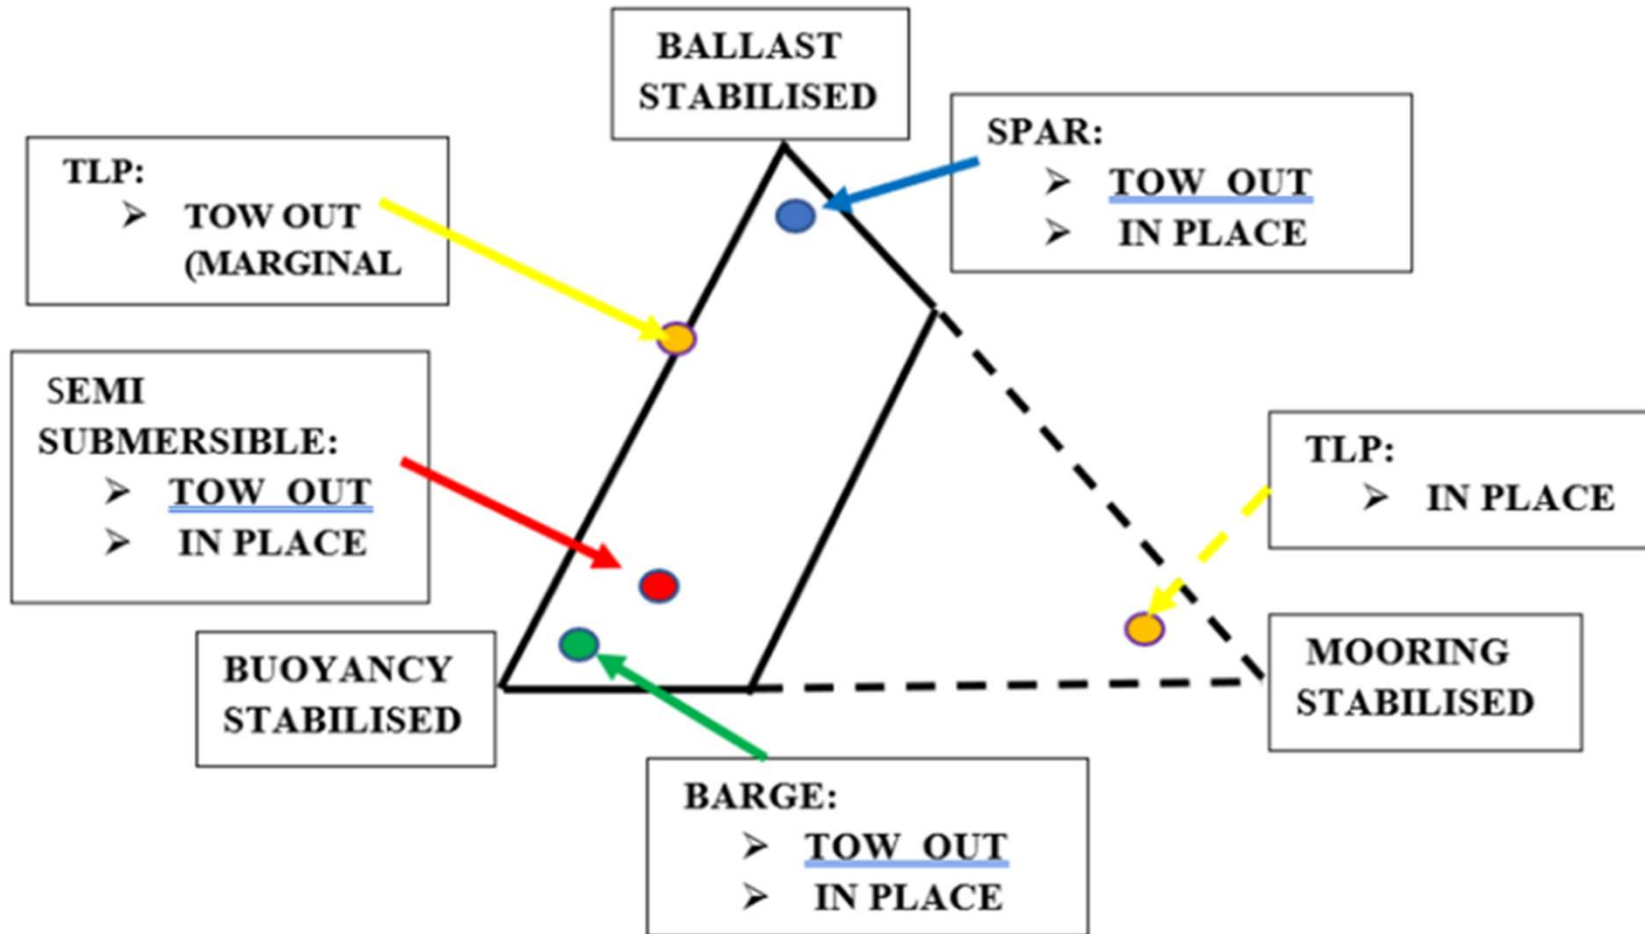 BALLAST
STABILISED
SPAR:
➢ TOW OUT
➢ IN PLACE
TLP:
➢ TOW OUT
(MARGINAL
SEMI
SUBMERSIBLE:
➢ TOW OUT
➢ IN PLACE
TLP:
➢ IN PLACE
BUOYANCY
STABILISED
MOORING
STABILISED
BARGE:
➢ TOW OUT
➢ IN PLACE